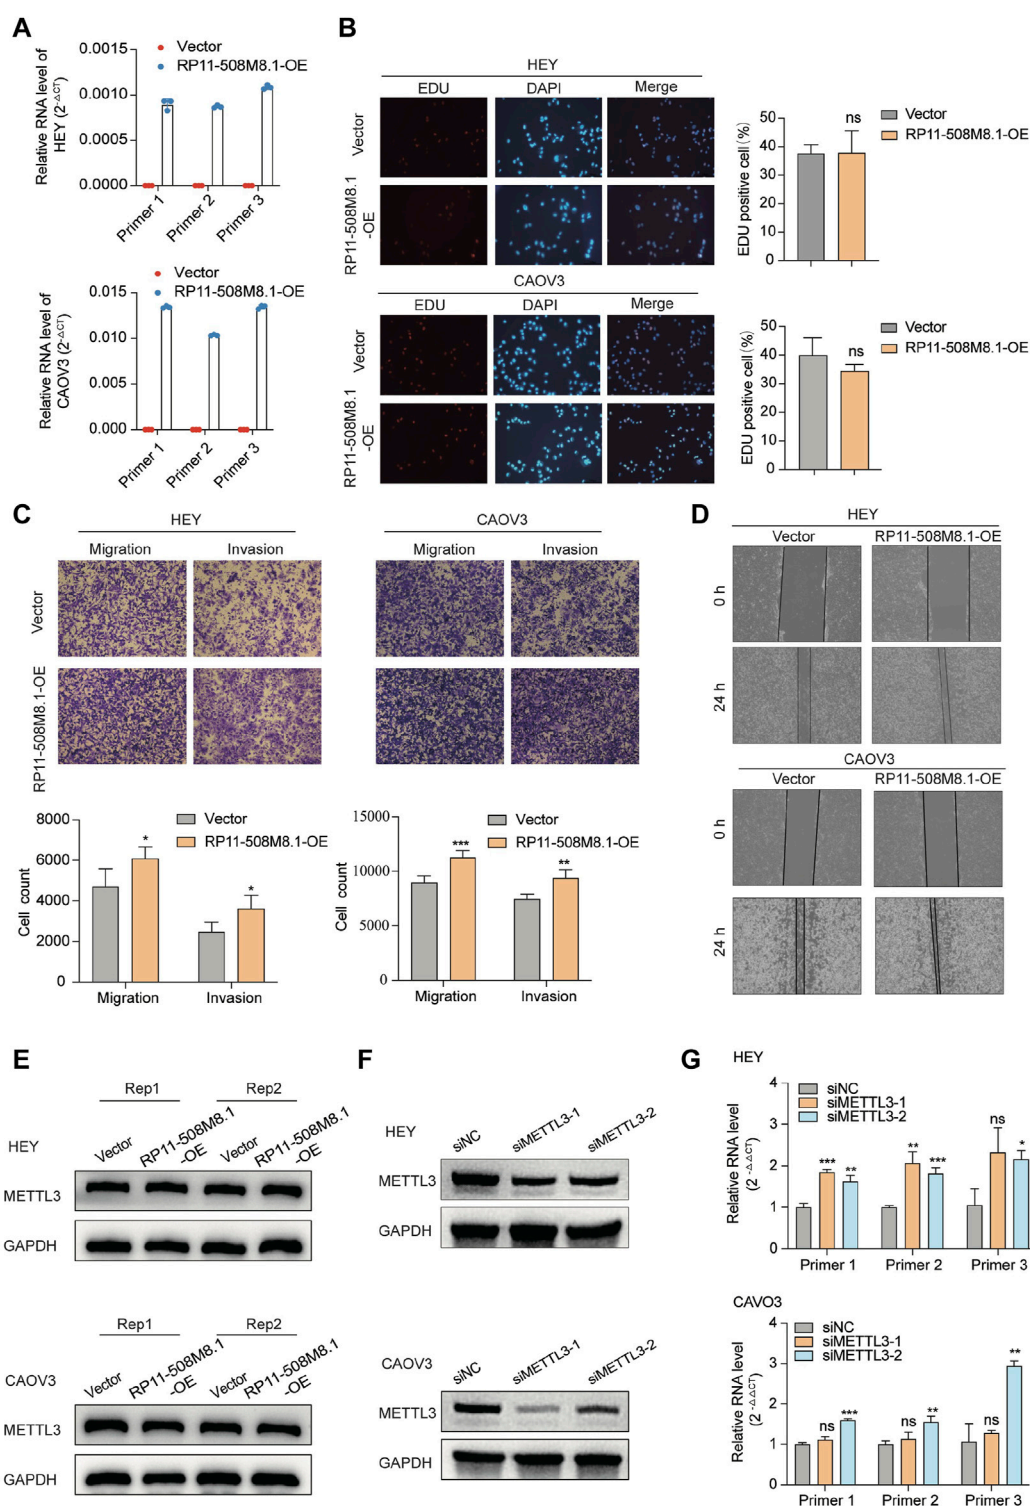 A
Relative RNA level of
HEY (2-△CT)
Vector
RP11-508M8.1-OE
0.0015
0.0010
0.0005
0.0000
Primer 1
Primer 2
Primer 3
Relative RNA level of
CAOV3 (2-△CT)
Vector
RP11-508M8.1-OE
0.015
0.010
0.005
0.000
Primer 1
Primer 2
Primer 3
B
HEY
EDU
DAPI
Merge
Vector
RP11-508M8.1
-OE
CAOV3
EDU
DAPI
Merge
Vector
RP11-508M8.1
-OE
EDU positive cell (%)
50
40
30
20
10
0
ns
Vector
RP11-508M8.1-OE
EDU positive cell (%)
50
40
30
20
10
0
ns
Vector
RP11-508M8.1-OE
C
HEY
Migration
Invasion
CAOV3
Migration
Invasion
Vector
RP11-508M8.1-OE
Cell count
8000
6000
4000
2000
0
*
*
Vector
RP11-508M8.1-OE
Migration
Invasion
Cell count
15000
10000
5000
0
***
**
Vector
RP11-508M8.1-OE
Migration
Invasion
D
HEY
Vector
RP11-508M8.1-OE
0 h
24 h
CAOV3
Vector
RP11-508M8.1-OE
0 h
24 h
E
Rep1
Rep2
HEY
Vector
RP11-508M8.1
-OE
Vector
RP11-508M8.1
-OE
METTL3
GAPDH
Rep1
Rep2
CAOV3
Vector
RP11-508M8.1
-OE
Vector
RP11-508M8.1
-OE
METTL3
GAPDH
F
HEY
siNC
siMETTL3-1
siMETTL3-2
METTL3
GAPDH
CAOV3
siNC
siMETTL3-1
siMETTL3-2
METTL3
GAPDH
G
HEY
Relative RNA level
(2 -△△CT)
4
3
2
1
0
siNC
siMETTL3-1
siMETTL3-2
***
**
**
***
ns
*
Primer 1
Primer 2
Primer 3
CAVO3
Relative RNA level
(2 -△△CT)
4
3
2
1
0
siNC
siMETTL3-1
siMETTL3-2
ns
***
ns
**
ns
**
Primer 1
Primer 2
Primer 3